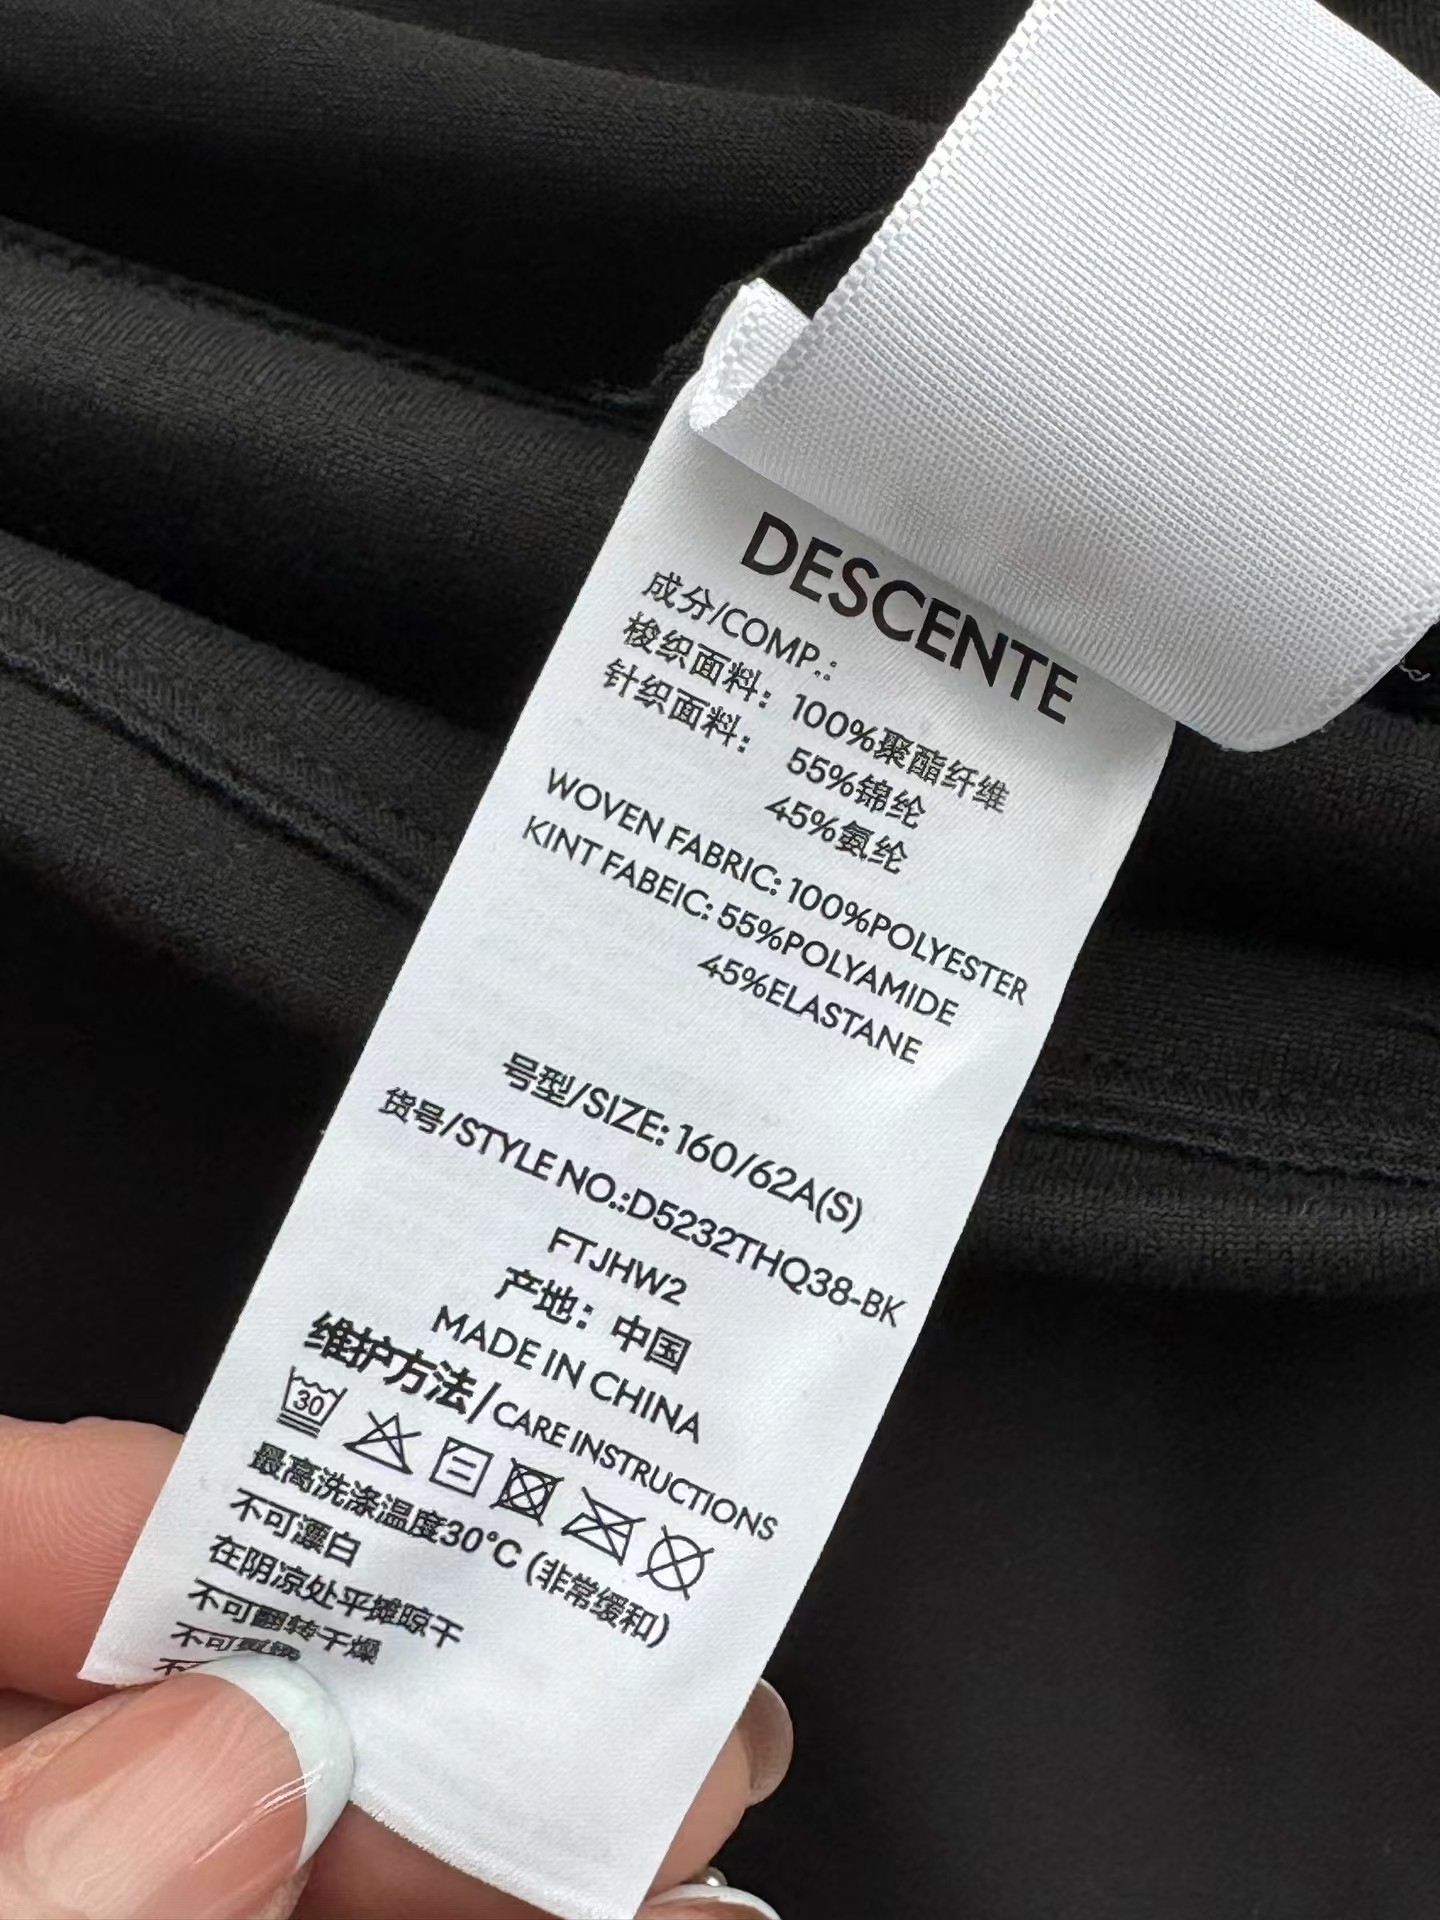 DESCENTE
成分/COMP.:
梭织面料：100%聚酯纤维
针织面料： 55%锦纶
45%氨纶
WOVEN FABRIC: 100%POLYESTER
KINT FABEIC: 55%POLYAMIDE
45%ELASTANE
号型/SIZE: 160/62A(S)
货号/STYLE NO.:D5232THQ38-BK
FTJHW2
产地：中国
MADE IN CHINA
维护方法/CARE INSTRUCTIONS
30
最高洗涤温度30°C (非常缓和)
不可漂白
在阴凉处平摊晾干
不可翻转干燥
不可熨烫